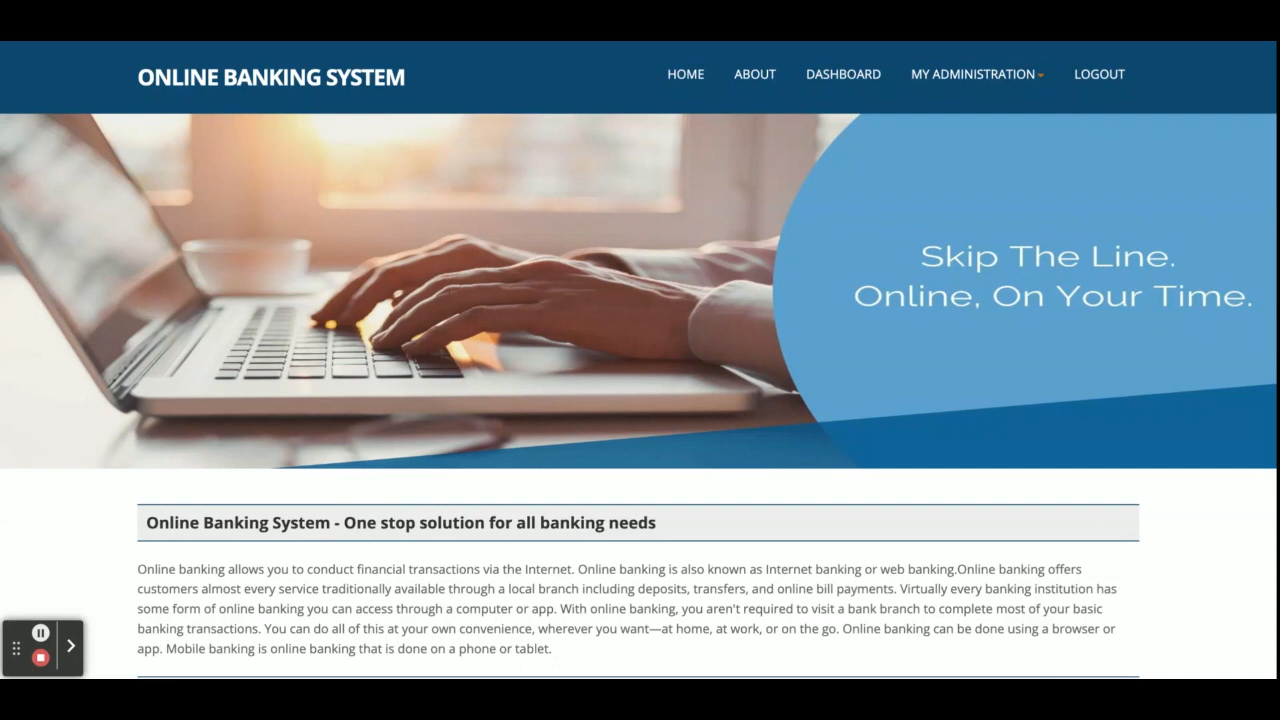 ONLINE BANKING SYSTEM
HOME ABOUT DASHBOARD MY ADMINISTRATION LOGOUT
Skip The Line.
Online, On Your Time.
Online Banking System - One stop solution for all banking needs
Online banking allows you to conduct financial transactions via the Internet. Online banking is also known as Internet banking or web banking.Online banking offers
customers almost every service traditionally available through a local branch including deposits, transfers, and online bill payments. Virtually every banking institution has
some form of online banking you can access through a computer or app. With online banking, you aren't required to visit a bank branch to complete most of your basic
banking transactions. You can do all of this at your own convenience, wherever you want—at home, at work, or on the go. Online banking can be done using a browser or
app. Mobile banking is online banking that is done on a phone or tablet.